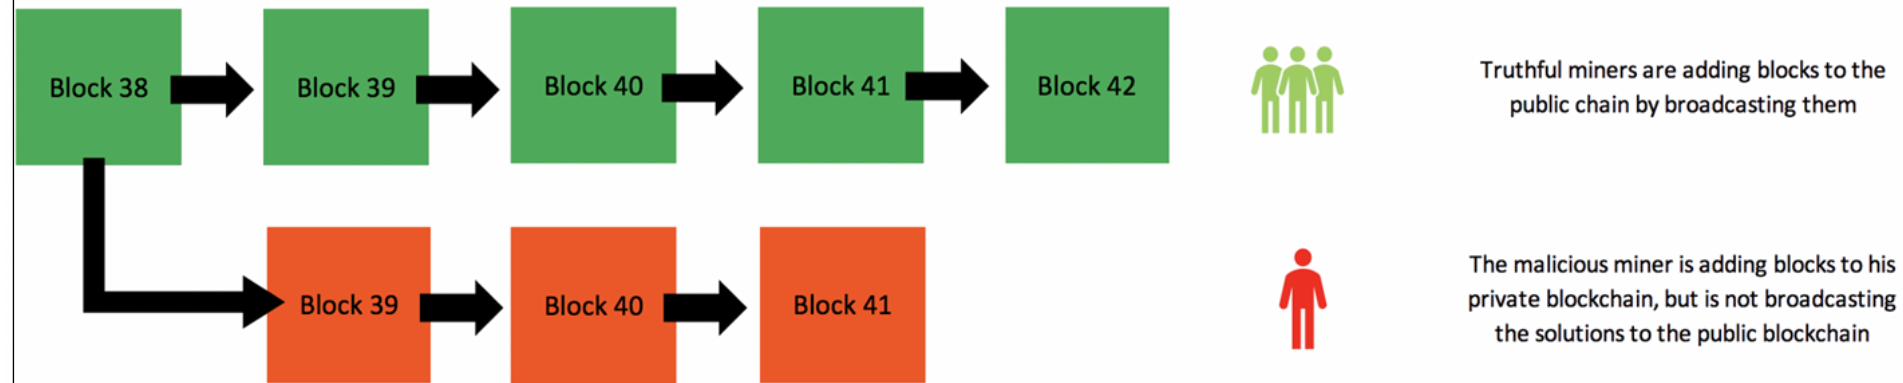 Block 38
Block 39
Block 40
Block 41
Block 42
Truthful miners are adding blocks to the
public chain by broadcasting them
Block 39
Block 40
Block 41
The malicious miner is adding blocks to his
private blockchain, but is not broadcasting
the solutions to the public blockchain